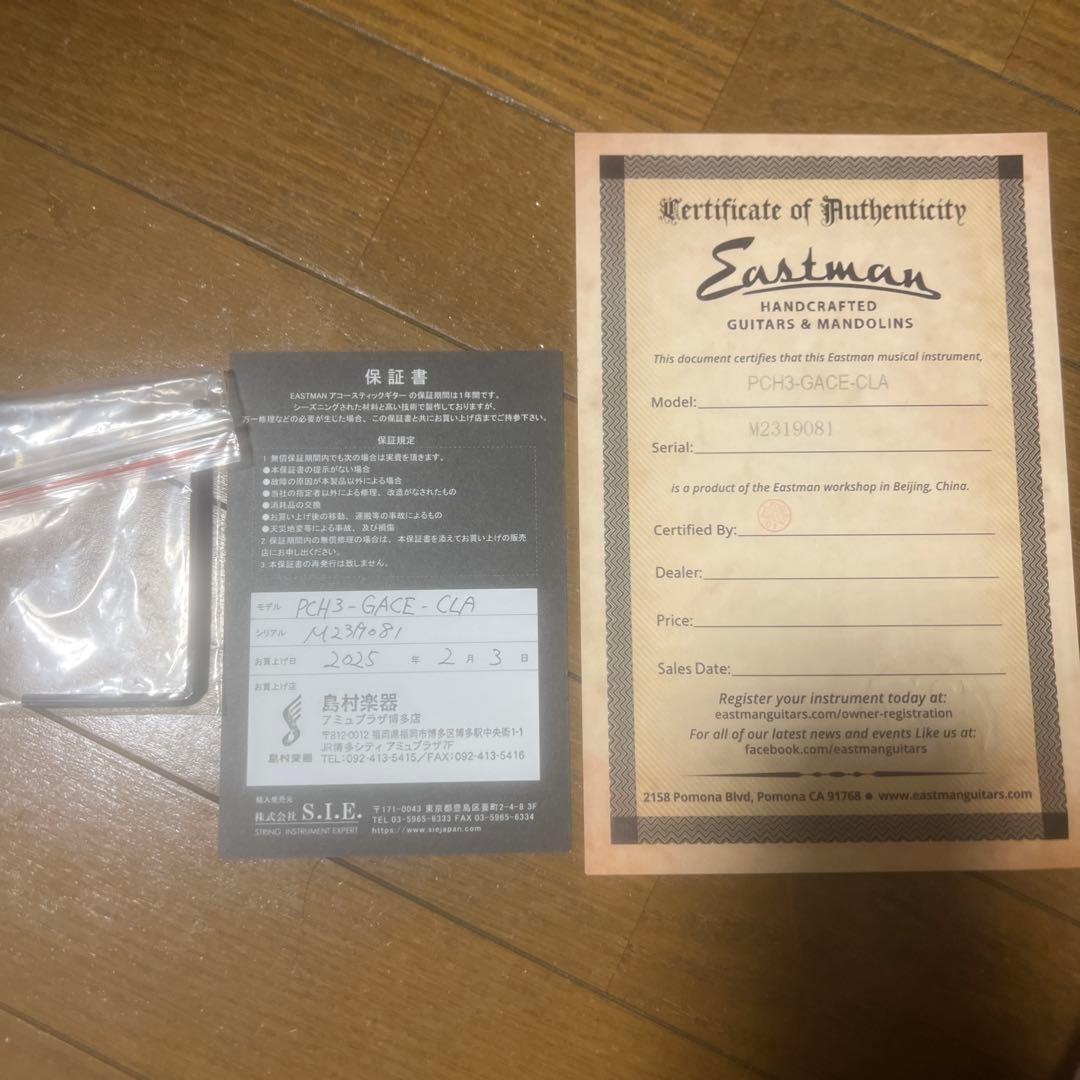 保証書
EASTMAN アコースティックギター の保証期間は1年間です。
シーズニングされた材料と高い技術で製作しておりますが、
万一修理などの必要が生じた場合、この保証書と共にお買い上げ店までご持参下さい。
保証規定
1 無償保証期間内でも次の場合は実費を頂きます。
●本保証書の提示がない場合
●故障の原因が本製品以外による場合
●当社の指定者以外による修理、改造がなされたもの
●消耗品の交換
●お買い上げ後の移動、運搬等の事故によるもの
●天災地変等による事故、及び損傷
2. 保証期間内の無償修理の場合は、本保証書を添えてお買い上げの販売
店にお申し出ください。
3. 本保証書の再発行は致しません。
モデル PCH3-GACE-CLA
シリアル M2319081
お買上げ日 2025 年 2 月 3 日
お買上げ店
島村楽器
島村楽器
アミュプラザ博多店
〒812-0012 福岡県福岡市博多区博多駅中央街1-1
JR博多シティ アミュプラザ7F
TEL:092-413-5415/FAX:092-413-5416
輸入発売元
株式会社 S.I.E.
STRING INSTRUMENT EXPERT
〒171-0043 東京都豊島区要町2-4-8 3F
TEL 03-5965-6333 FAX 03-5965-6334
https://www.siejapan.com
Certificate of Authenticity
Eastman
HANDCRAFTED
GUITARS & MANDOLINS
This document certifies that this Eastman musical instrument,
Model: PCH3-GACE-CLA
Serial: M2319081
is a product of the Eastman workshop in Beijing, China.
Certified By:
Dealer:
Price:
Sales Date:
Register your instrument today at:
eastmanguitars.com/owner-registration
For all of our latest news and events Like us at:
facebook.com/eastmanguitars
2158 Pomona Blvd, Pomona CA 91768 ● www.eastmanguitars.com